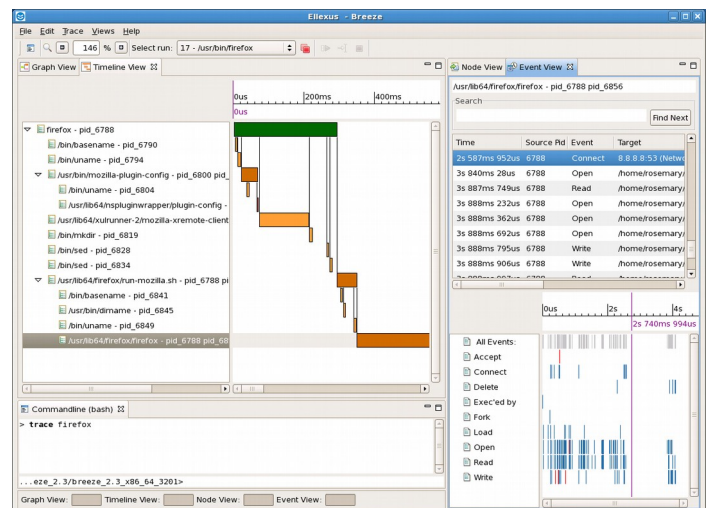 Ellexus - Breeze
File Edit Trace Views Help
146 % Select run: 17 - /usr/bin/firefox
Graph View Timeline View
0us 200ms 400ms
0us
firefox - pid_6788
/bin/basename - pid_6790
/bin/uname - pid_6794
/usr/bin/mozilla-plugin-config - pid_6800 pid_
/bin/uname - pid_6804
/usr/lib64/nspluginwrapper/plugin-config -
/usr/lib64/xulrunner-2/mozilla-xremote-client
/bin/mkdir - pid_6819
/bin/sed - pid_6828
/bin/sed - pid_6834
/usr/lib64/firefox/run-mozilla.sh - pid_6788 pi
/bin/basename - pid_6841
/usr/bin/dirname - pid_6845
/bin/uname - pid_6849
/usr/lib64/firefox/firefox - pid_6788 pid_68
Commandline (bash)
> trace firefox
...eze_2.3/breeze_2.3_x86_64_3201>
Graph View: Timeline View: Node View: Event View:
Node View Event View
/usr/lib64/firefox/firefox - pid_6788 pid_6856
Search
Find Next
Time Source Pid Event Target
2s 587ms 952us 6788 Connect 8.8.8.8:53 (Netwo
3s 840ms 28us 6788 Open /home/rosemary/
3s 887ms 749us 6788 Read /home/rosemary/
3s 888ms 232us 6788 Open /home/rosemary/
3s 888ms 362us 6788 Open /home/rosemary/
3s 888ms 692us 6788 Open /home/rosemary/
3s 888ms 795us 6788 Write /home/rosemary/
3s 888ms 906us 6788 Write /home/rosemary/
0us 2s 4s
2s 740ms 994us
All Events:
Accept
Connect
Delete
Exec'ed by
Fork
Load
Open
Read
Write